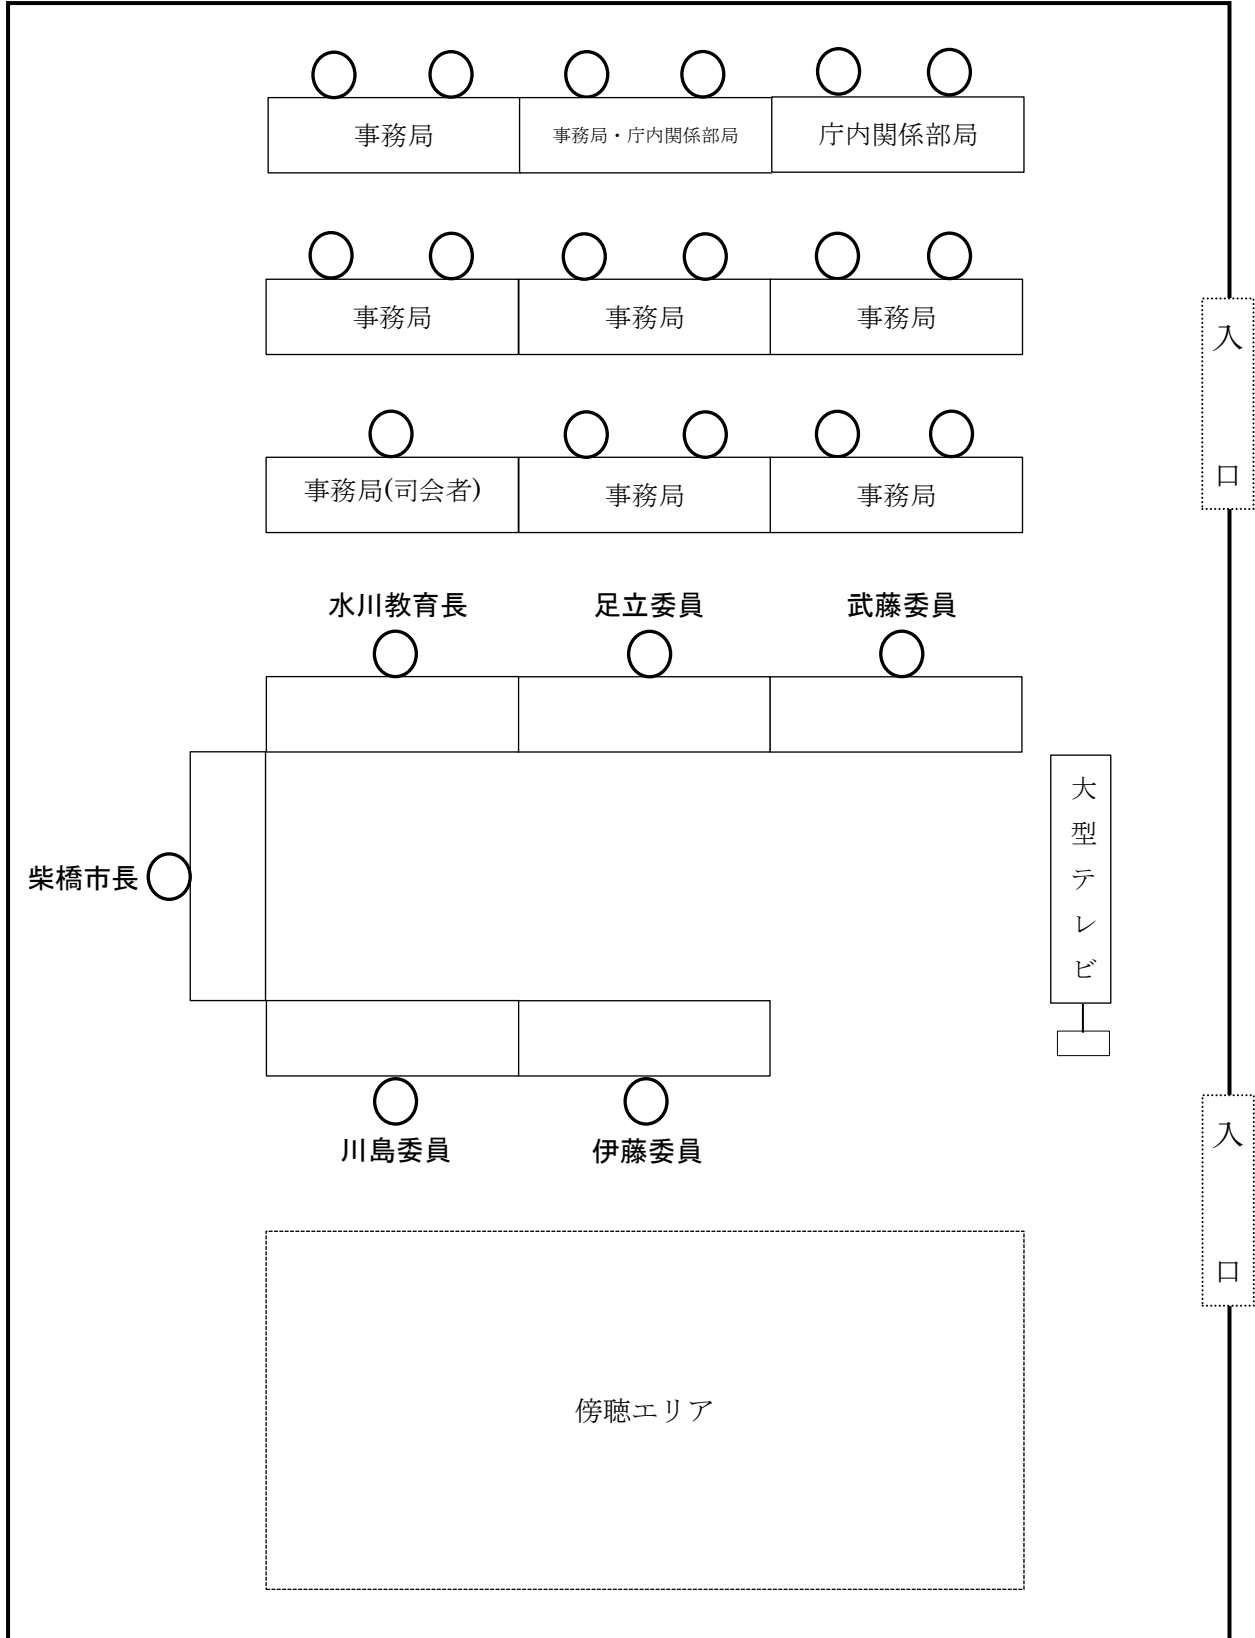 事務局
事務局・庁内関係部局
庁内関係部局
事務局
事務局
事務局
事務局(司会者)
事務局
事務局
入口
水川教育長
足立委員
武藤委員
柴橋市長
大型テレビ
川島委員
伊藤委員
入口
傍聴エリア